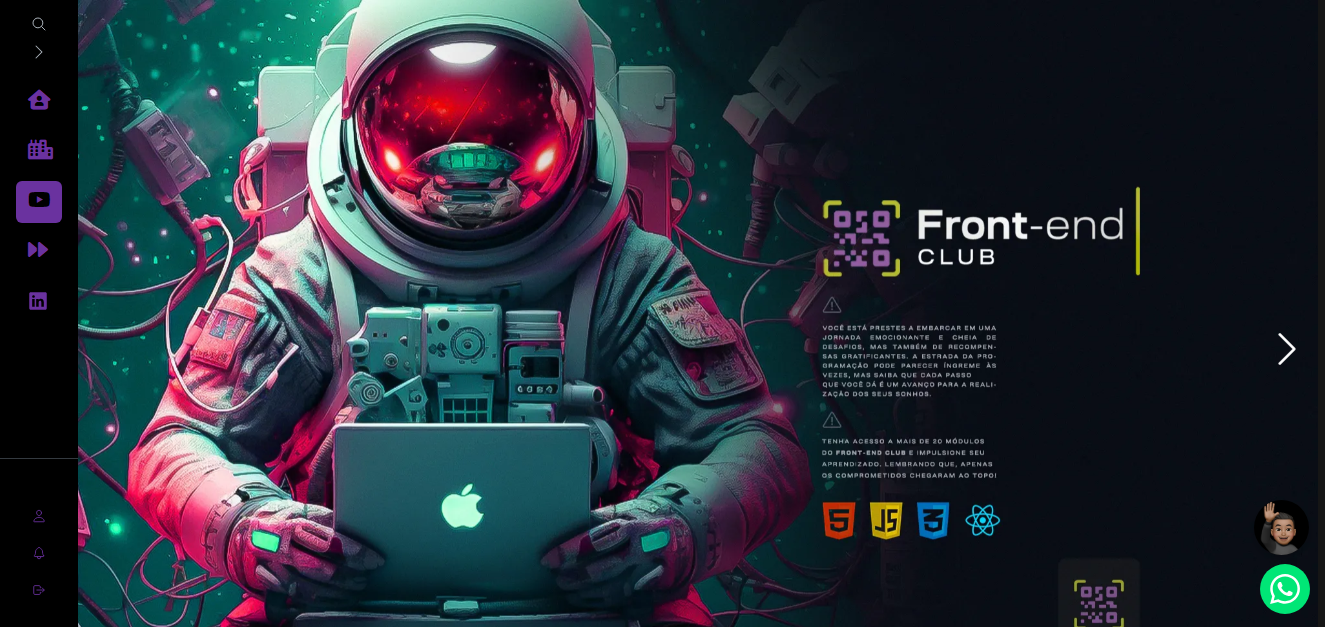 Front-end
CLUB
VOCÊ ESTÁ PRESTES A EMBARCAR EM UMA
JORNADA EMOCIONANTE E CHEIA DE
DESAFIOS, MAS TAMBÉM DE RECOMPEN-
SAS GRATIFICANTES. A ESTRADA DA PRO-
GRAMAÇÃO PODE PARECER ÍNGREME ÀS
VEZES, MAS SAIBA QUE CADA PASSO
QUE VOCÊ DÁ É UM AVANÇO PARA A REALI-
ZAÇÃO DOS SEUS SONHOS.
TENHA ACESSO A MAIS DE 20 MÓDULOS
DO FRONT-END CLUB E IMPULSIONE SEU
APRENDIZADO. LEMBRANDO QUE, APENAS
OS COMPROMETIDOS CHEGARAM AO TOPO!
5
JS
3
in